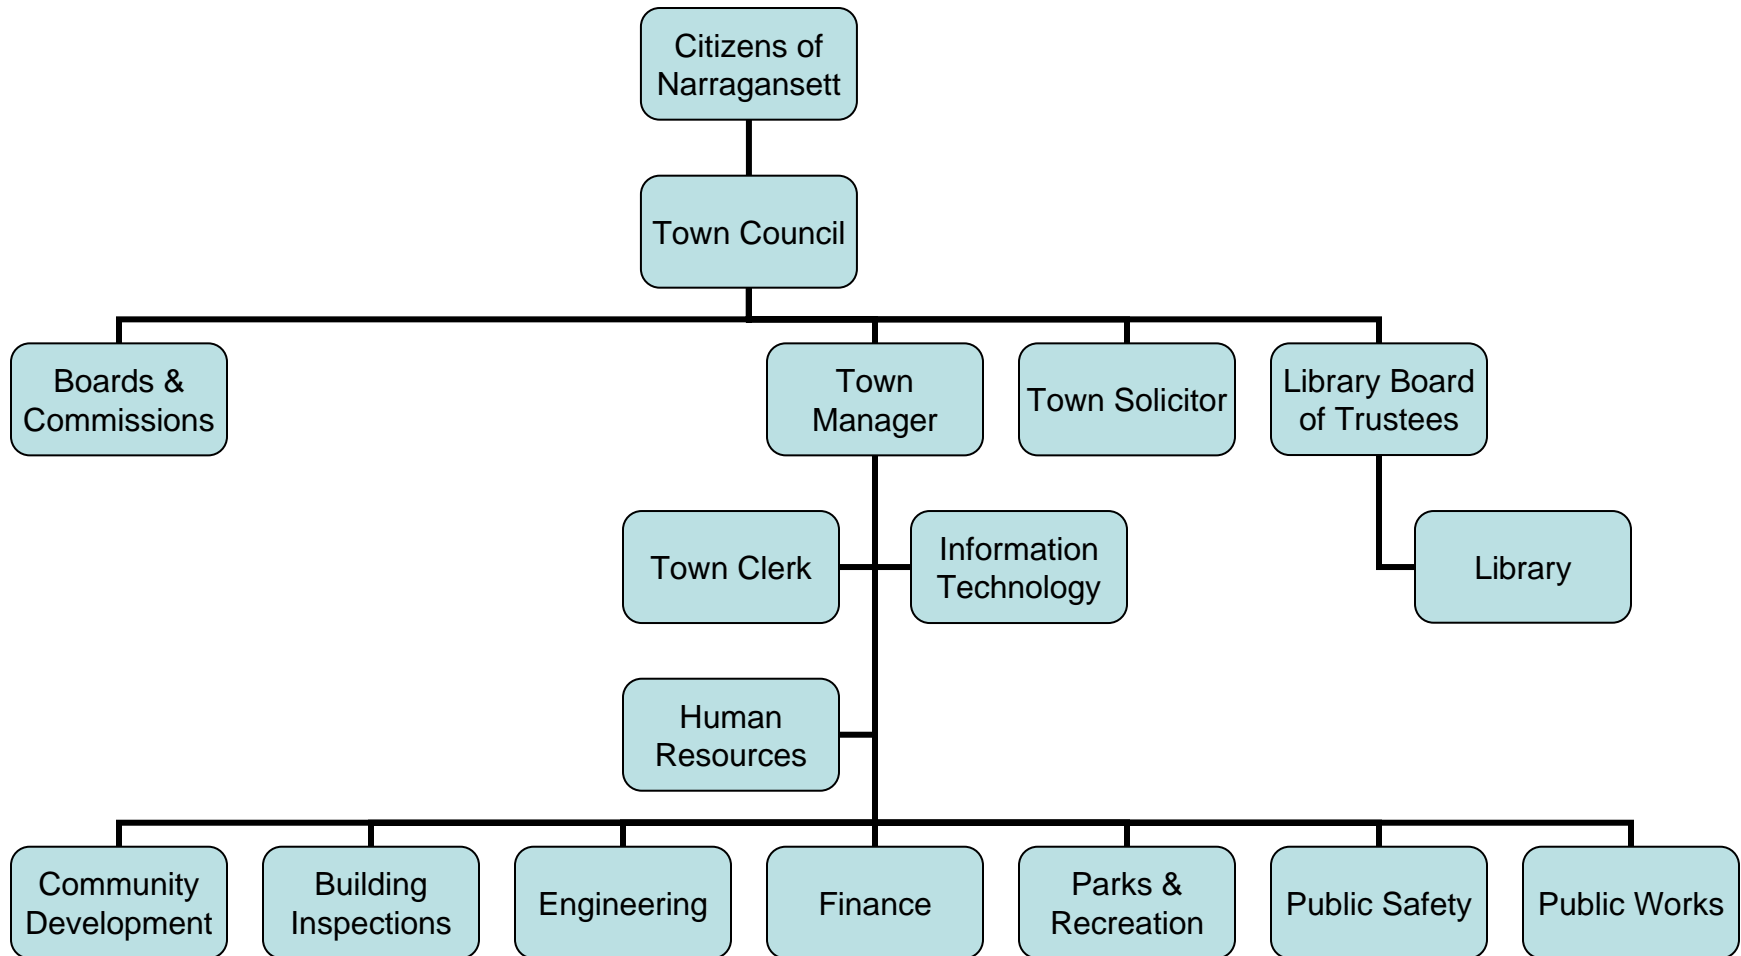 Citizens of
Narragansett
Town Council
Boards &
Commissions
Town
Manager
Town Solicitor
Library Board
of Trustees
Town Clerk
Information
Technology
Library
Human
Resources
Community
Development
Building
Inspections
Engineering
Finance
Parks &
Recreation
Public Safety
Public Works